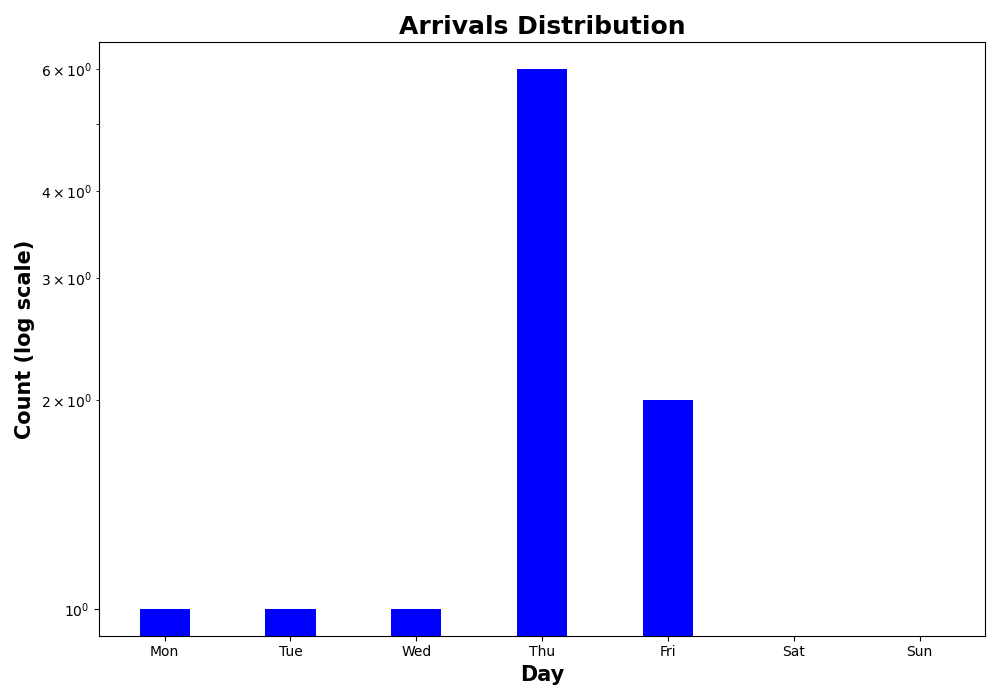 Arrivals Distribution
6 × 10⁰
4 × 10⁰
3 × 10⁰
2 × 10⁰
10⁰
Count (log scale)
Mon Tue Wed Thu Fri Sat Sun
Day